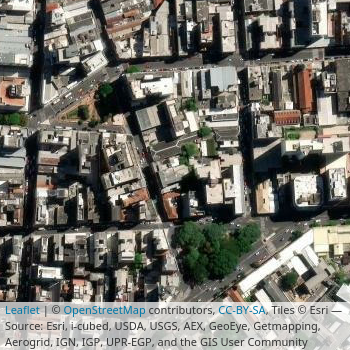 Leaflet | © OpenStreetMap contributors, CC-BY-SA, Tiles © Esri —
Source: Esri, i-cubed, USDA, USGS, AEX, GeoEye, Getmapping,
Aerogrid, IGN, IGP, UPR-EGP, and the GIS User Community